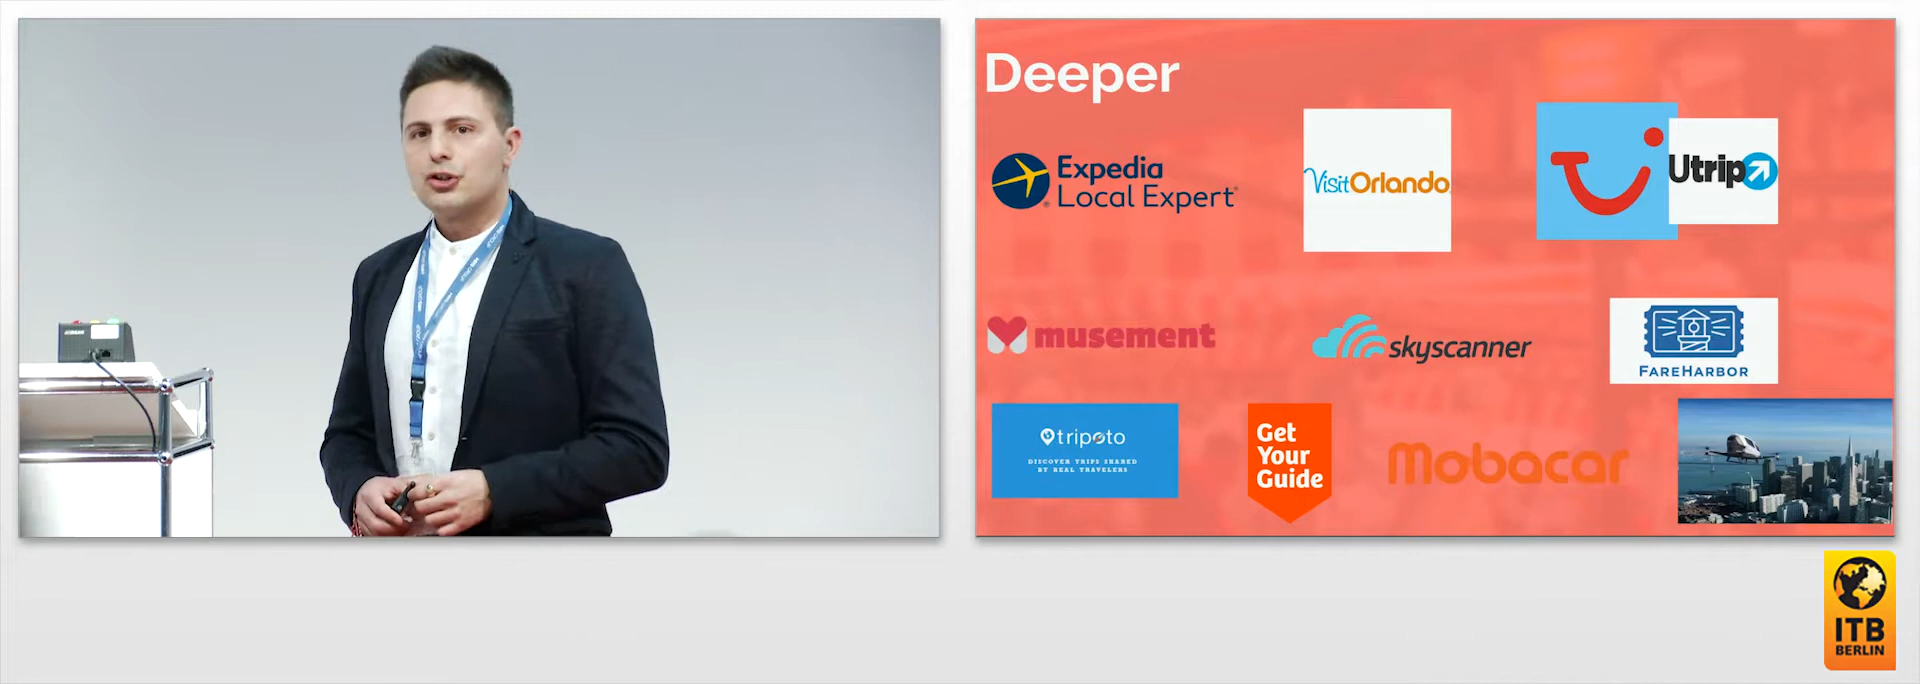 Deeper
Expedia
Local Expert
VisitOrlando
Utrip
musement
skyscanner
FAREHARBOR
tripoto
DISCOVER TRIPS SHARED
BY REAL TRAVELERS
Get
Your
Guide
Mobacar
ITB
BERLIN